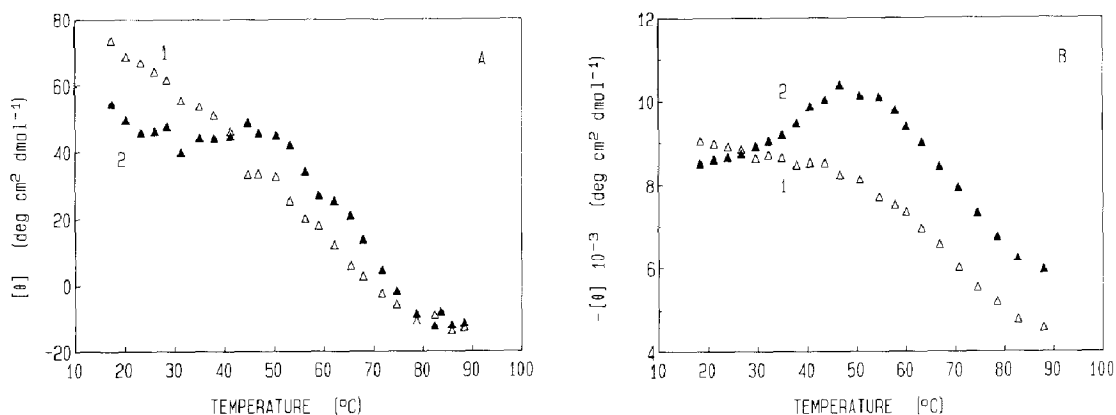 80
60
40
20
0
-20
10 20 30 40 50 60 70 80 90 100
TEMPERATURE (ºC)
[θ] (deg cm² dmol⁻¹)
1
2
A
12
10
8
6
4
10 20 30 40 50 60 70 80 90 100
TEMPERATURE (ºC)
-[θ] 10⁻³ (deg cm² dmol⁻¹)
2
1
B